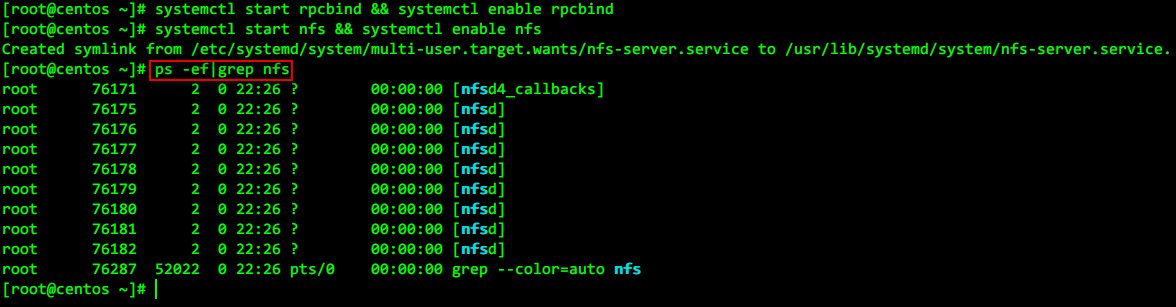 [root@centos ~]# systemctl start rpcbind && systemctl enable rpcbind
[root@centos ~]# systemctl start nfs && systemctl enable nfs
Created symlink from /etc/systemd/system/multi-user.target.wants/nfs-server.service to /usr/lib/systemd/system/nfs-server.service.
[root@centos ~]# ps -ef|grep nfs
root      76171      2  0 22:26 ?        00:00:00 [nfsd4_callbacks]
root      76175      2  0 22:26 ?        00:00:00 [nfsd]
root      76176      2  0 22:26 ?        00:00:00 [nfsd]
root      76177      2  0 22:26 ?        00:00:00 [nfsd]
root      76178      2  0 22:26 ?        00:00:00 [nfsd]
root      76179      2  0 22:26 ?        00:00:00 [nfsd]
root      76180      2  0 22:26 ?        00:00:00 [nfsd]
root      76181      2  0 22:26 ?        00:00:00 [nfsd]
root      76182      2  0 22:26 ?        00:00:00 [nfsd]
root      76287  52022  0 22:26 pts/0    00:00:00 grep --color=auto nfs
[root@centos ~]#